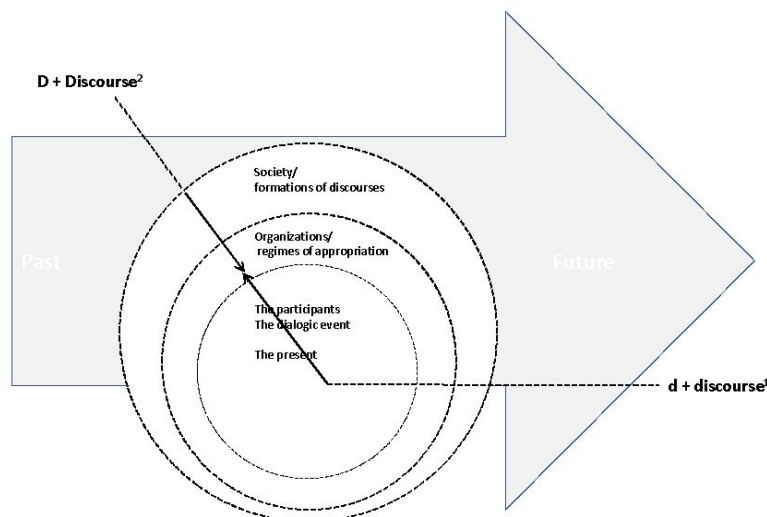 D + Discourse²
Society/
formations of discourses
Organizations/
regimes of appropriation
Past
Future
The participants
The dialogic event
The present
d + discourse¹